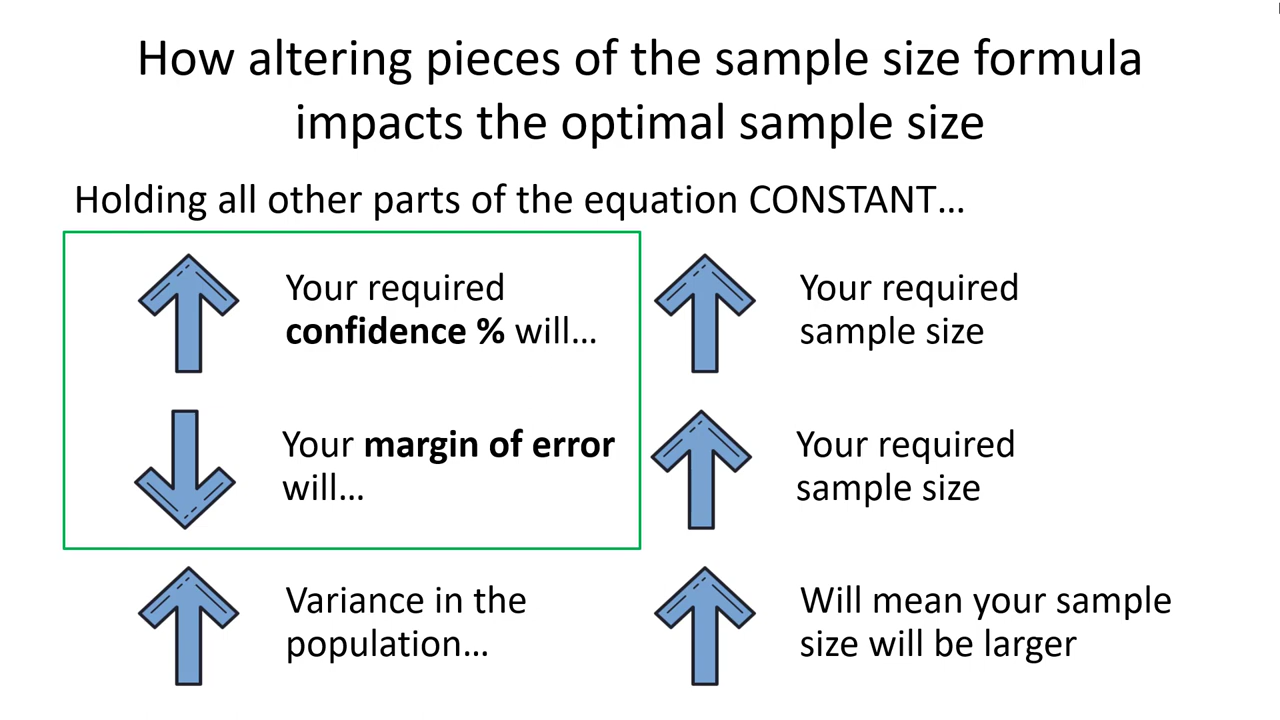 How altering pieces of the sample size formula
impacts the optimal sample size
Holding all other parts of the equation CONSTANT…
Your required
confidence % will…
Your required
sample size
Your margin of error
will…
Your required
sample size
Variance in the
population…
Will mean your sample
size will be larger